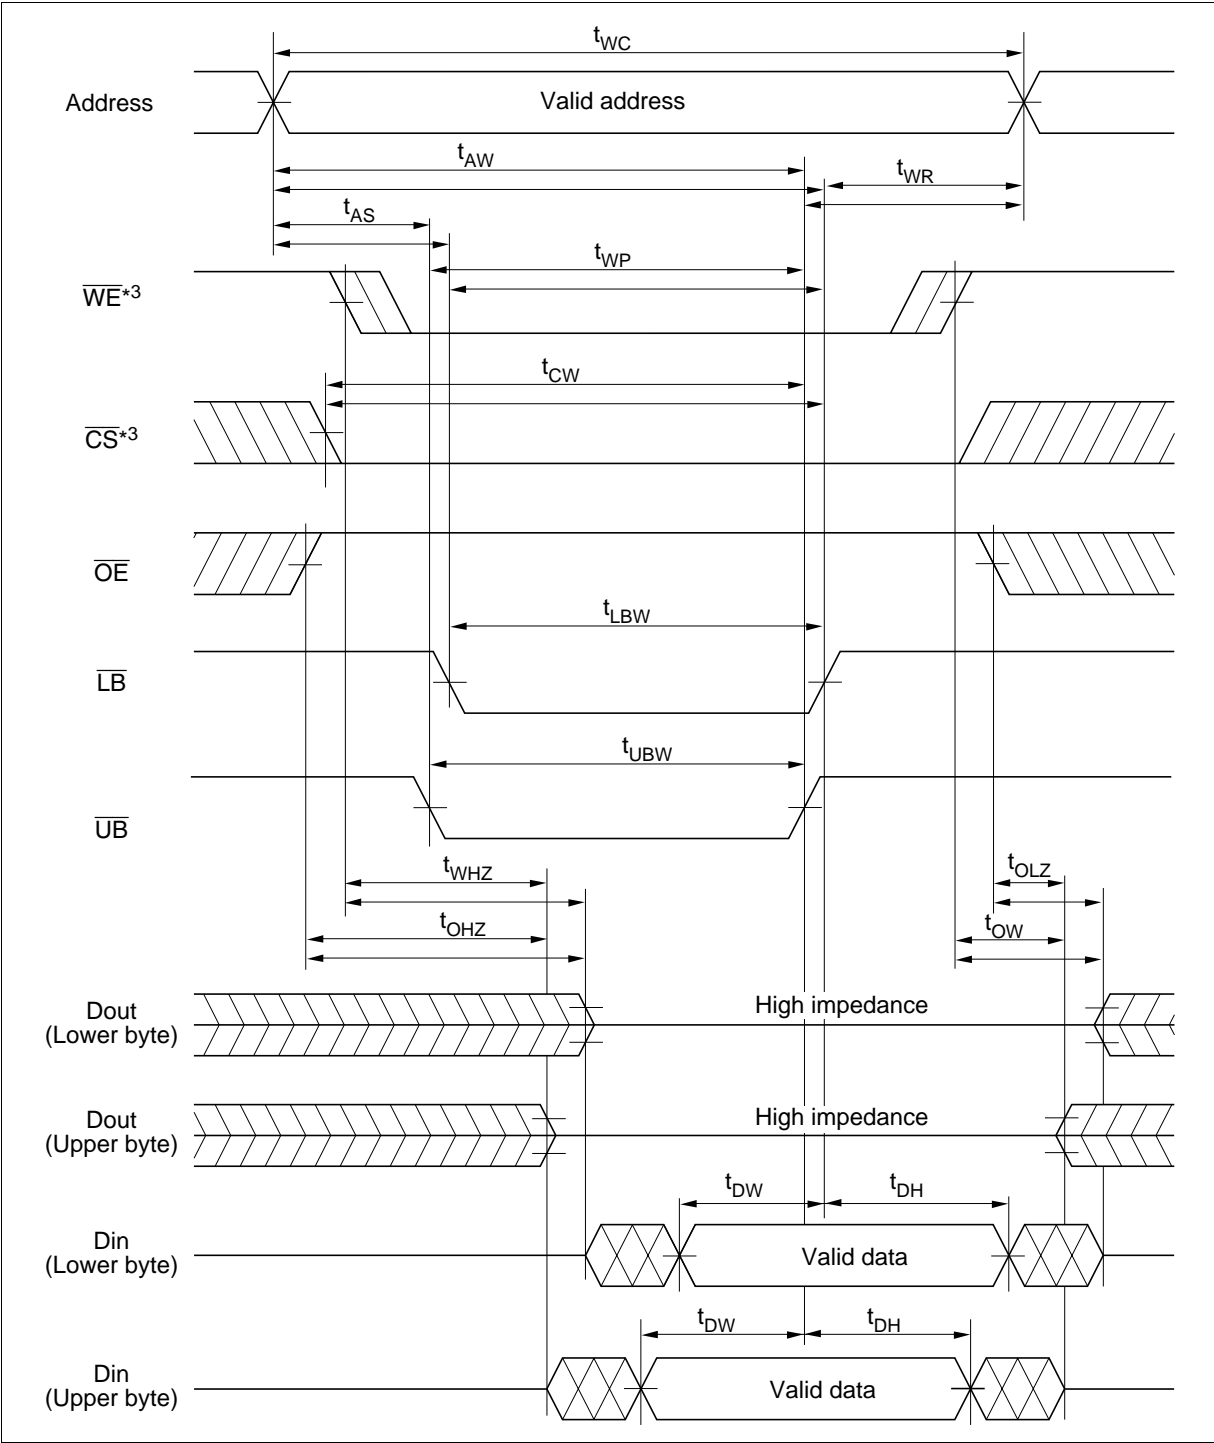 tWC
Address
Valid address
tAW
tWR
tAS
tWP
WE*3
tCW
CS*3
OE
tLBW
LB
tUBW
UB
tWHZ
tOLZ
tOHZ
tOW
Dout
(Lower byte)
High impedance
Dout
(Upper byte)
High impedance
tDW
tDH
Din
(Lower byte)
Valid data
tDW
tDH
Din
(Upper byte)
Valid data